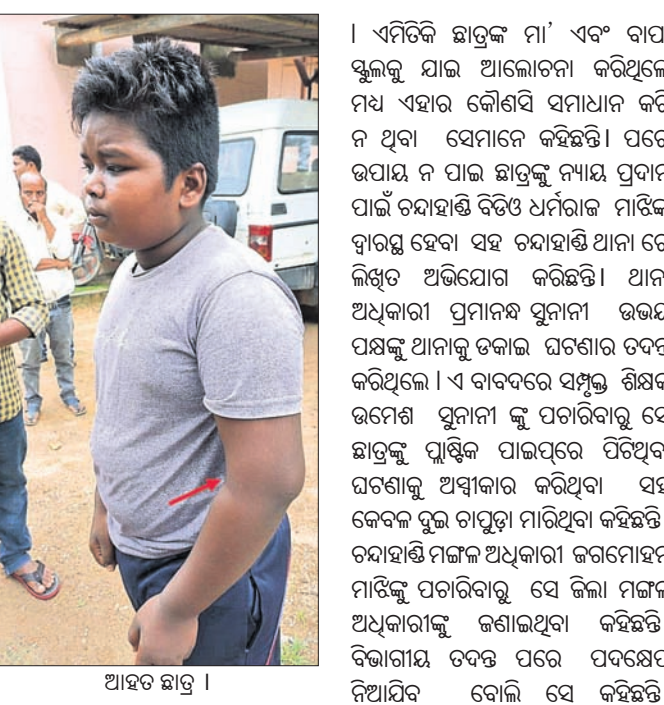 । ଏମିତିକି ଛାତ୍ରଙ୍କ ମା’ ଏବଂ ବାପା
ସ୍କୁଲକୁ ଯାଇ ଆଲୋଚନା କରିଥିଲେ
ମଧ୍ୟ ଏହାର କୌଣସି ସମାଧାନ କରି
ନ ଥିବା ସେମାନେ କହିଛନ୍ତି। ପରେ
ଉପାୟ ନ ପାଇ ଛାତ୍ରଙ୍କୁ ନ୍ୟାୟ ପ୍ରଦାନ
ପାଇଁ ଚନ୍ଦାହାଣ୍ଡି ବିଡିଓ ଧର୍ମରାଜ ମାଝିଙ୍କ
ଦ୍ୱାରସ୍ଥ ହେବା ସହ ଚନ୍ଦାହାଣ୍ଡି ଥାନା ରେ
ଲିଖିତ ଅଭିଯୋଗ କରିଛନ୍ତି। ଥାନା
ଅଧିକାରୀ ପ୍ରମାନନ୍ଧ ସୁନାନୀ ଉଭୟ
ପକ୍ଷଙ୍କୁ ଥାନାକୁ ଡକାଇ ଘଟଣାର ତଦନ୍ତ
କରିଥିଲେ । ଏ ବାବଦରେ ସମ୍ପୃକ୍ତ ଶିକ୍ଷକ
ଉମେଶ ସୁନାନୀ ଙ୍କୁ ପଚାରିବାରୁ ସେ
ଛାତ୍ରଙ୍କୁ ପ୍ଲାଷ୍ଟିକ ପାଇପ୍‌ରେ ପିଟିଥିବା
ଘଟଣାକୁ ଅସ୍ୱୀକାର କରିଥିବା ସହ
କେବଳ ଦୁଇ ଚାପୁଡ଼ା ମାରିଥିବା କହିଛନ୍ତି
ଚନ୍ଦାହାଣ୍ଡି ମଙ୍ଗଳ ଅଧିକାରୀ ଜଗମୋହନ
ମାଝିଙ୍କୁ ପଚାରିବାରୁ ସେ ଜିଲା ମଙ୍ଗଳ
ଅଧିକାରୀଙ୍କୁ ଜଣାଇଥିବା କହିଛନ୍ତି
ବିଭାଗୀୟ ତଦନ୍ତ ପରେ ପଦକ୍ଷେପ
ନିଆଯିବ ବୋଲି ସେ କହିଛନ୍ତି
ଆହତ ଛାତ୍ର ।